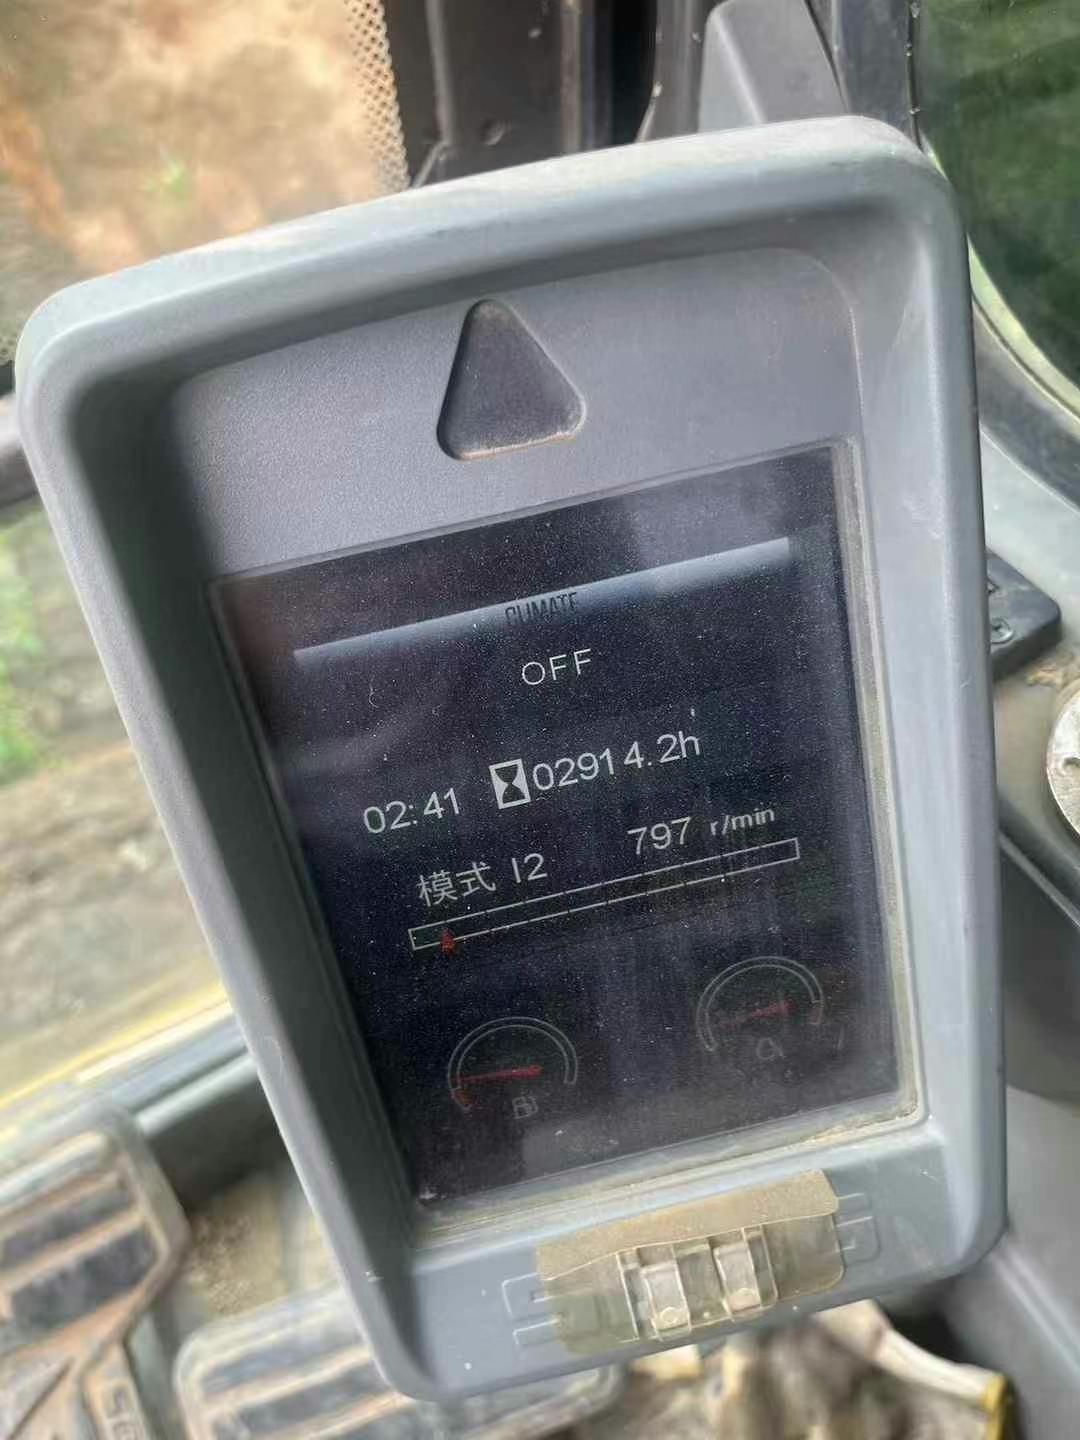 CLIMATE
OFF
02:41 02914.2h
模式 I2 797 r/min